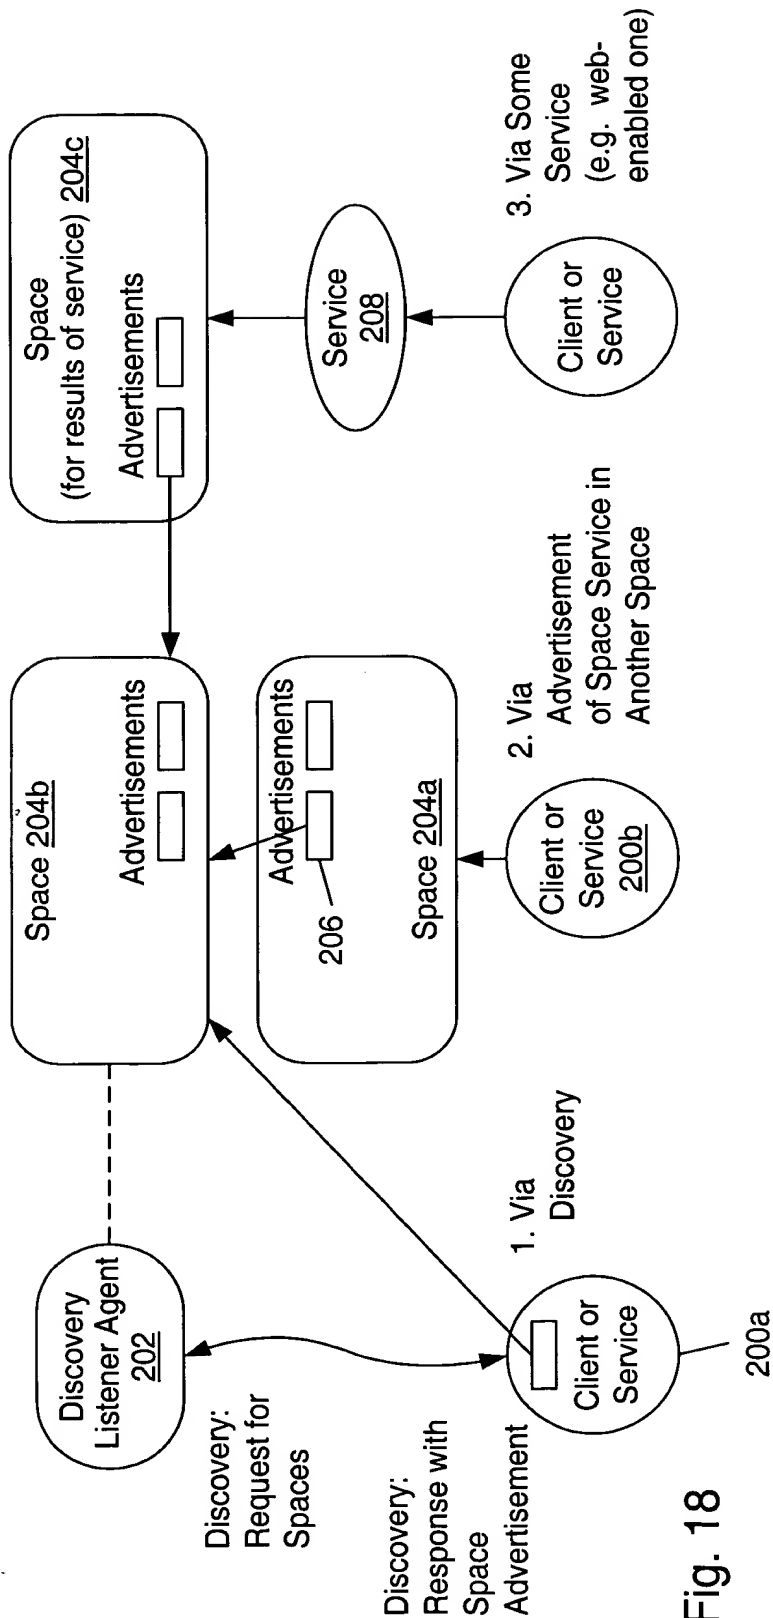 Discovery
Listener Agent
202
Discovery:
Request for
Spaces
Discovery:
Response with
Space
Advertisement
Client or
Service
200a
1. Via
Discovery
Space 204b
Advertisements
Advertisements
206
Space 204a
Client or
Service
200b
2. Via
Advertisement
of Space Service in
Another Space
Space
(for results of service) 204c
Advertisements
Service
208
Client or
Service
3. Via Some
Service
(e.g. web-
enabled one)
Fig. 18